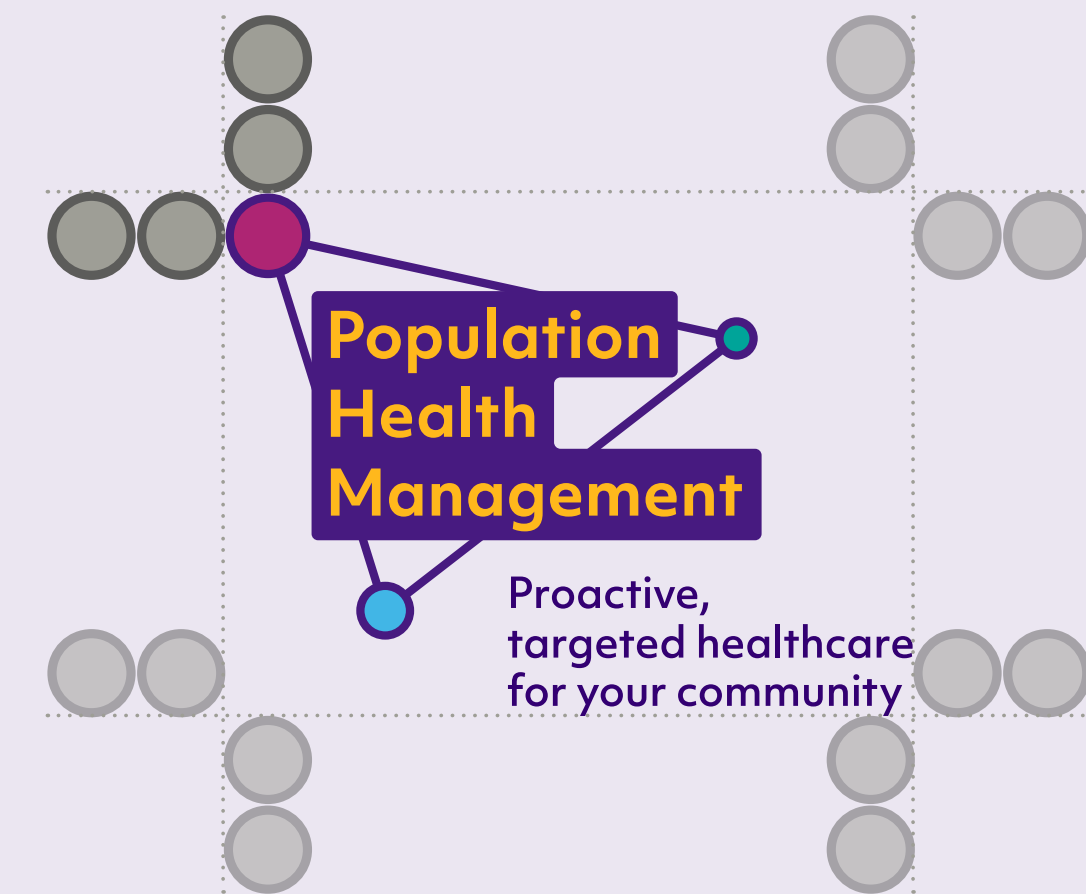 Population
Health
Management
Proactive,
targeted healthcare
for your community